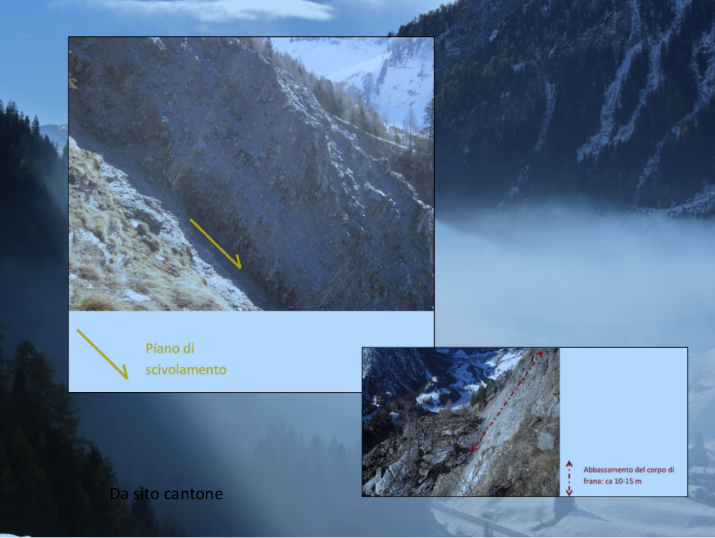 Piano di
scivolamento
Abbassamento del corpo di
frana: ca 10-15 m
Da sito cantone